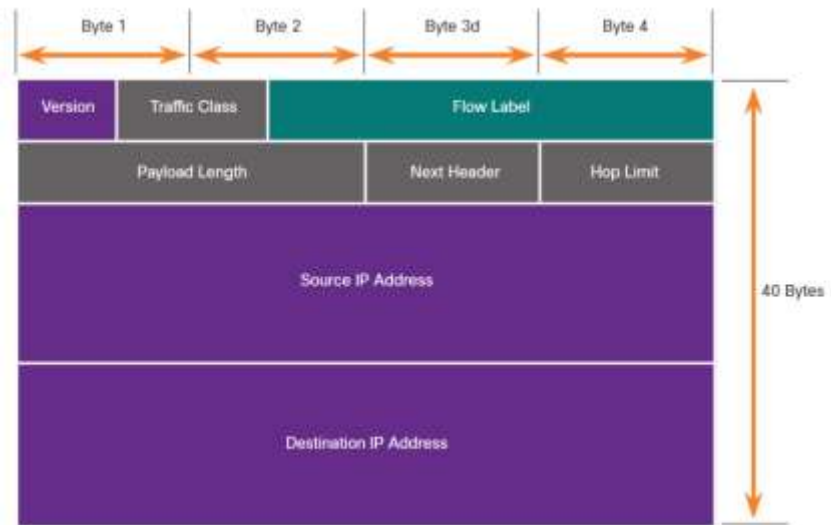 Byte 1 Byte 2 Byte 3d Byte 4
Version Traffic Class Flow Label
Payload Length Next Header Hop Limit
Source IP Address
40 Bytes
Destination IP Address